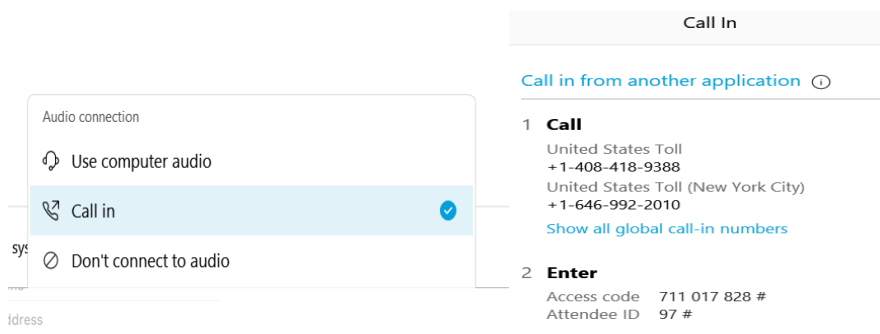 Audio connection
Use computer audio
Call in
Don't connect to audio
sys
ddress
Call In
Call in from another application
1 Call
United States Toll
+1-408-418-9388
United States Toll (New York City)
+1-646-992-2010
Show all global call-in numbers
2 Enter
Access code 711 017 828 #
Attendee ID 97 #